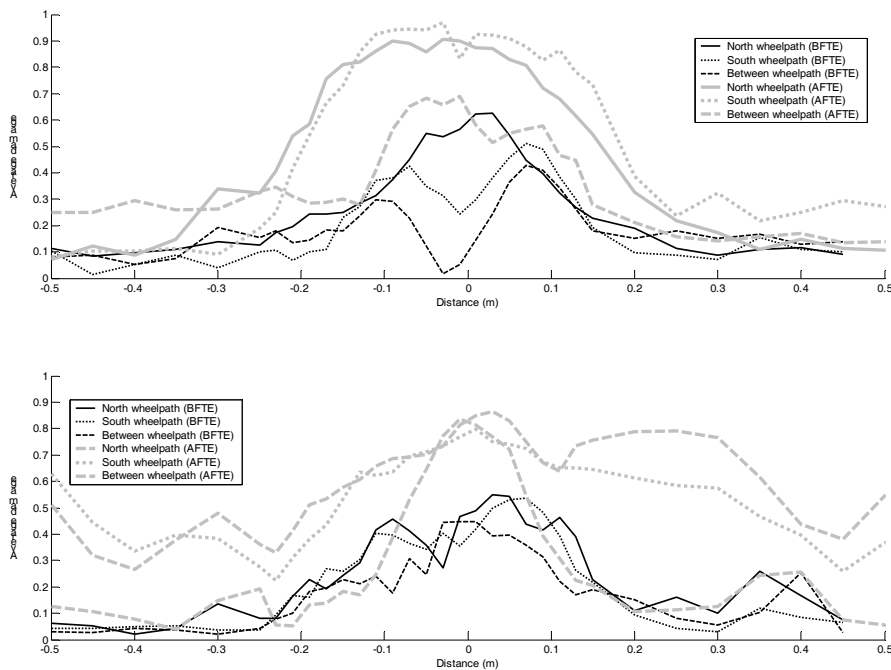 1
0.9
0.8
0.7
0.6
0.5
0.4
0.3
0.2
0.1
0
Average damage
North wheelpath (BFTE)
South wheelpath (BFTE)
Between wheelpath (BFTE)
North wheelpath (AFTE)
South wheelpath (AFTE)
Between wheelpath (AFTE)
-0.5 -0.4 -0.3 -0.2 -0.1 0 0.1 0.2 0.3 0.4 0.5
Distance (m)
1
0.9
0.8
0.7
0.6
0.5
0.4
0.3
0.2
0.1
0
Average damage
North wheelpath (BFTE)
South wheelpath (BFTE)
Between wheelpath (BFTE)
North wheelpath (AFTE)
South wheelpath (AFTE)
Between wheelpath (AFTE)
-0.5 -0.4 -0.3 -0.2 -0.1 0 0.1 0.2 0.3 0.4 0.5
Distance (m)